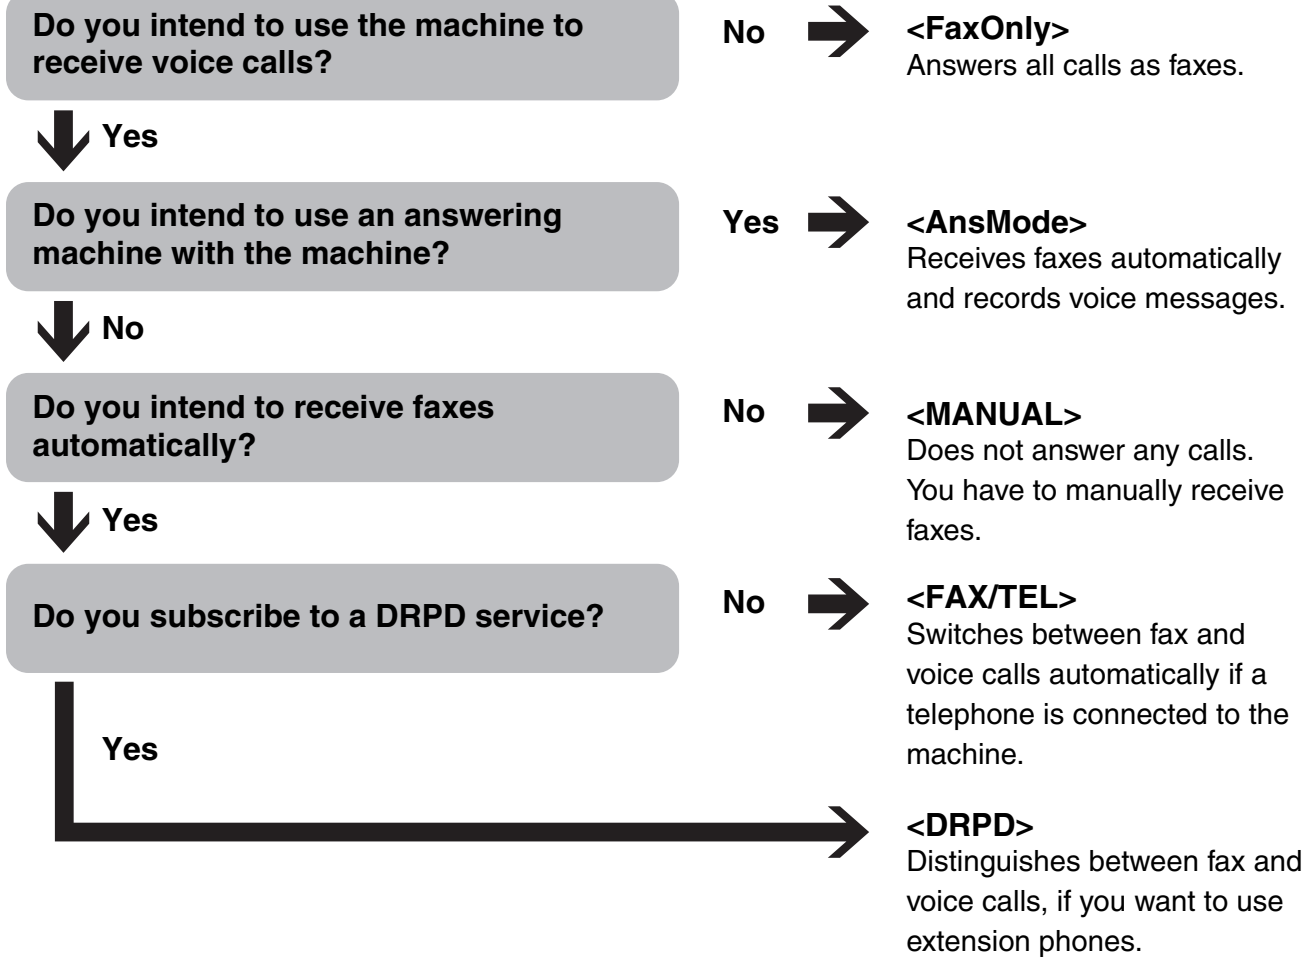 Do you intend to use the machine to
receive voice calls?
No
<FaxOnly>
Answers all calls as faxes.
Yes
Do you intend to use an answering
machine with the machine?
Yes
<AnsMode>
Receives faxes automatically
and records voice messages.
No
Do you intend to receive faxes
automatically?
No
<MANUAL>
Does not answer any calls.
You have to manually receive
faxes.
Yes
Do you subscribe to a DRPD service?
No
<FAX/TEL>
Switches between fax and
voice calls automatically if a
telephone is connected to the
machine.
Yes
<DRPD>
Distinguishes between fax and
voice calls, if you want to use
extension phones.